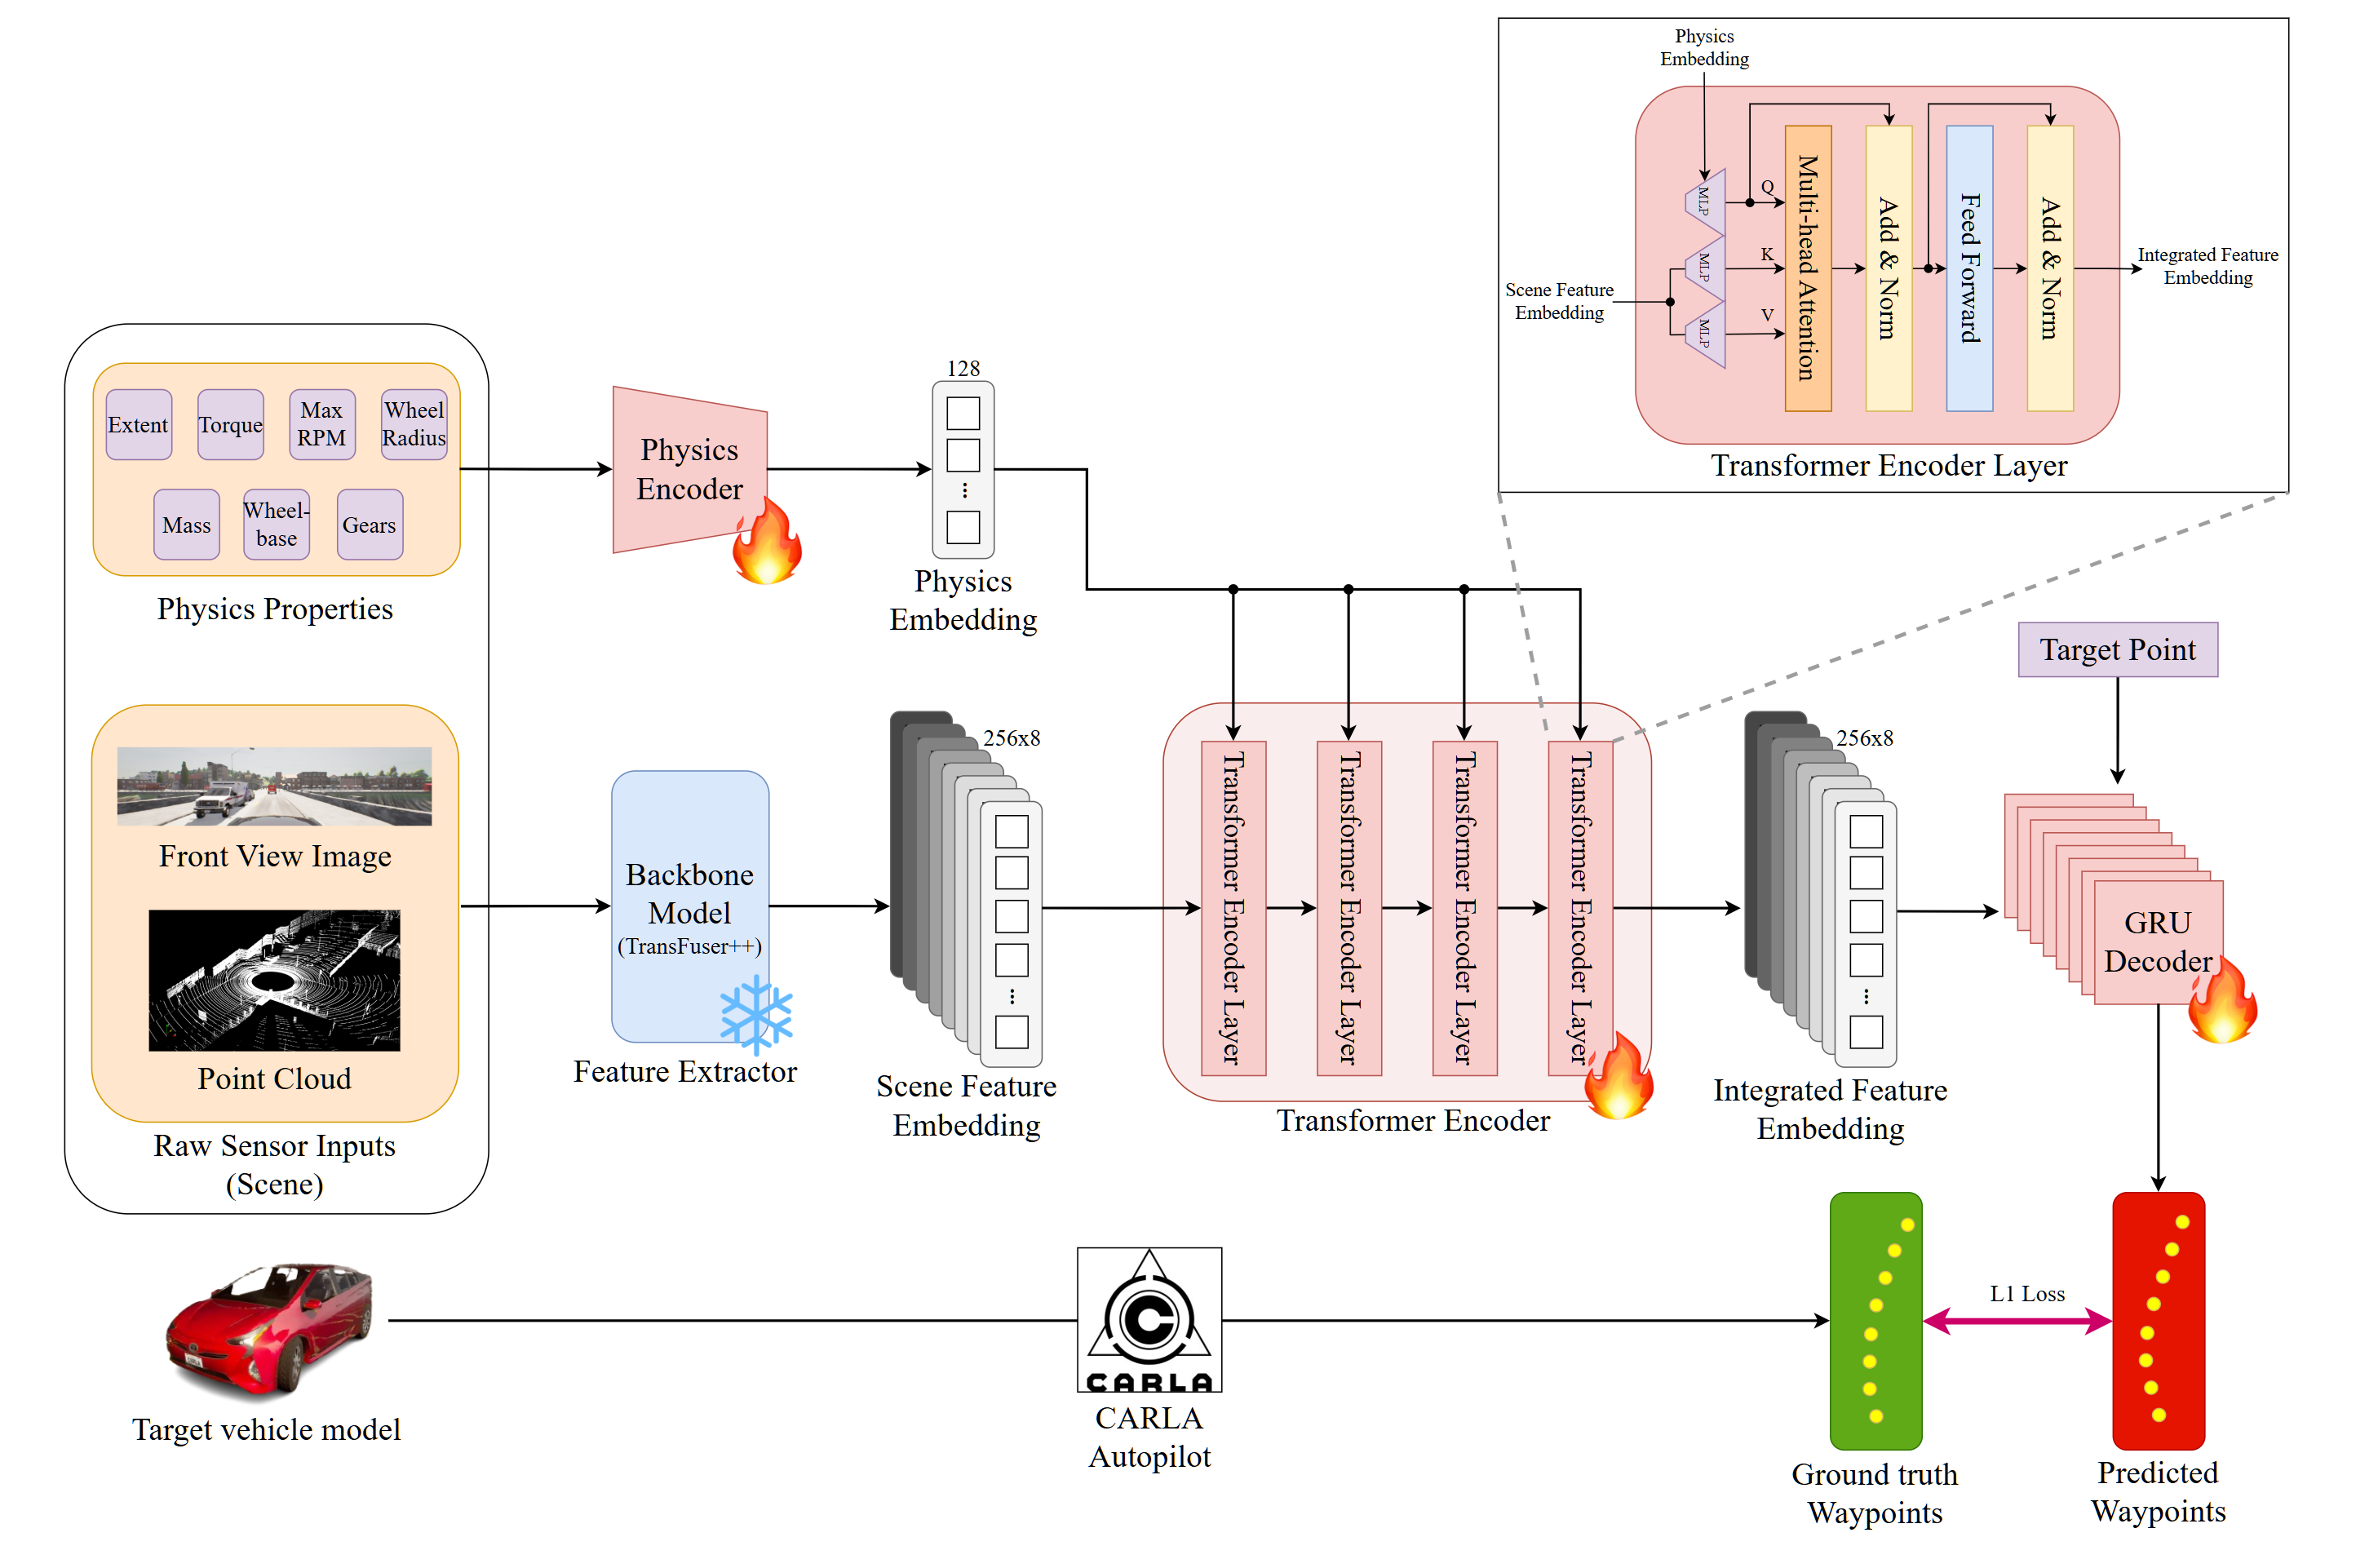 Physics
Embedding
MLP
MLP
MLP
Q
K
V
Multi-head Attention
Add & Norm
Feed Forward
Add & Norm
Scene Feature
Embedding
Integrated Feature
Embedding
Transformer Encoder Layer
Extent
Torque
Max
RPM
Wheel
Radius
Mass
Wheel-
base
Gears
Physics Properties
Physics
Encoder
128
Physics
Embedding
Front View Image
Point Cloud
Raw Sensor Inputs
(Scene)
Backbone
Model
(TransFuser++)
Feature Extractor
256x8
Scene Feature
Embedding
Transformer Encoder Layer
Transformer Encoder Layer
Transformer Encoder Layer
Transformer Encoder Layer
Transformer Encoder
256x8
Integrated Feature
Embedding
Target Point
GRU
Decoder
Target vehicle model
CARLA
CARLA
Autopilot
L1 Loss
Ground truth
Waypoints
Predicted
Waypoints